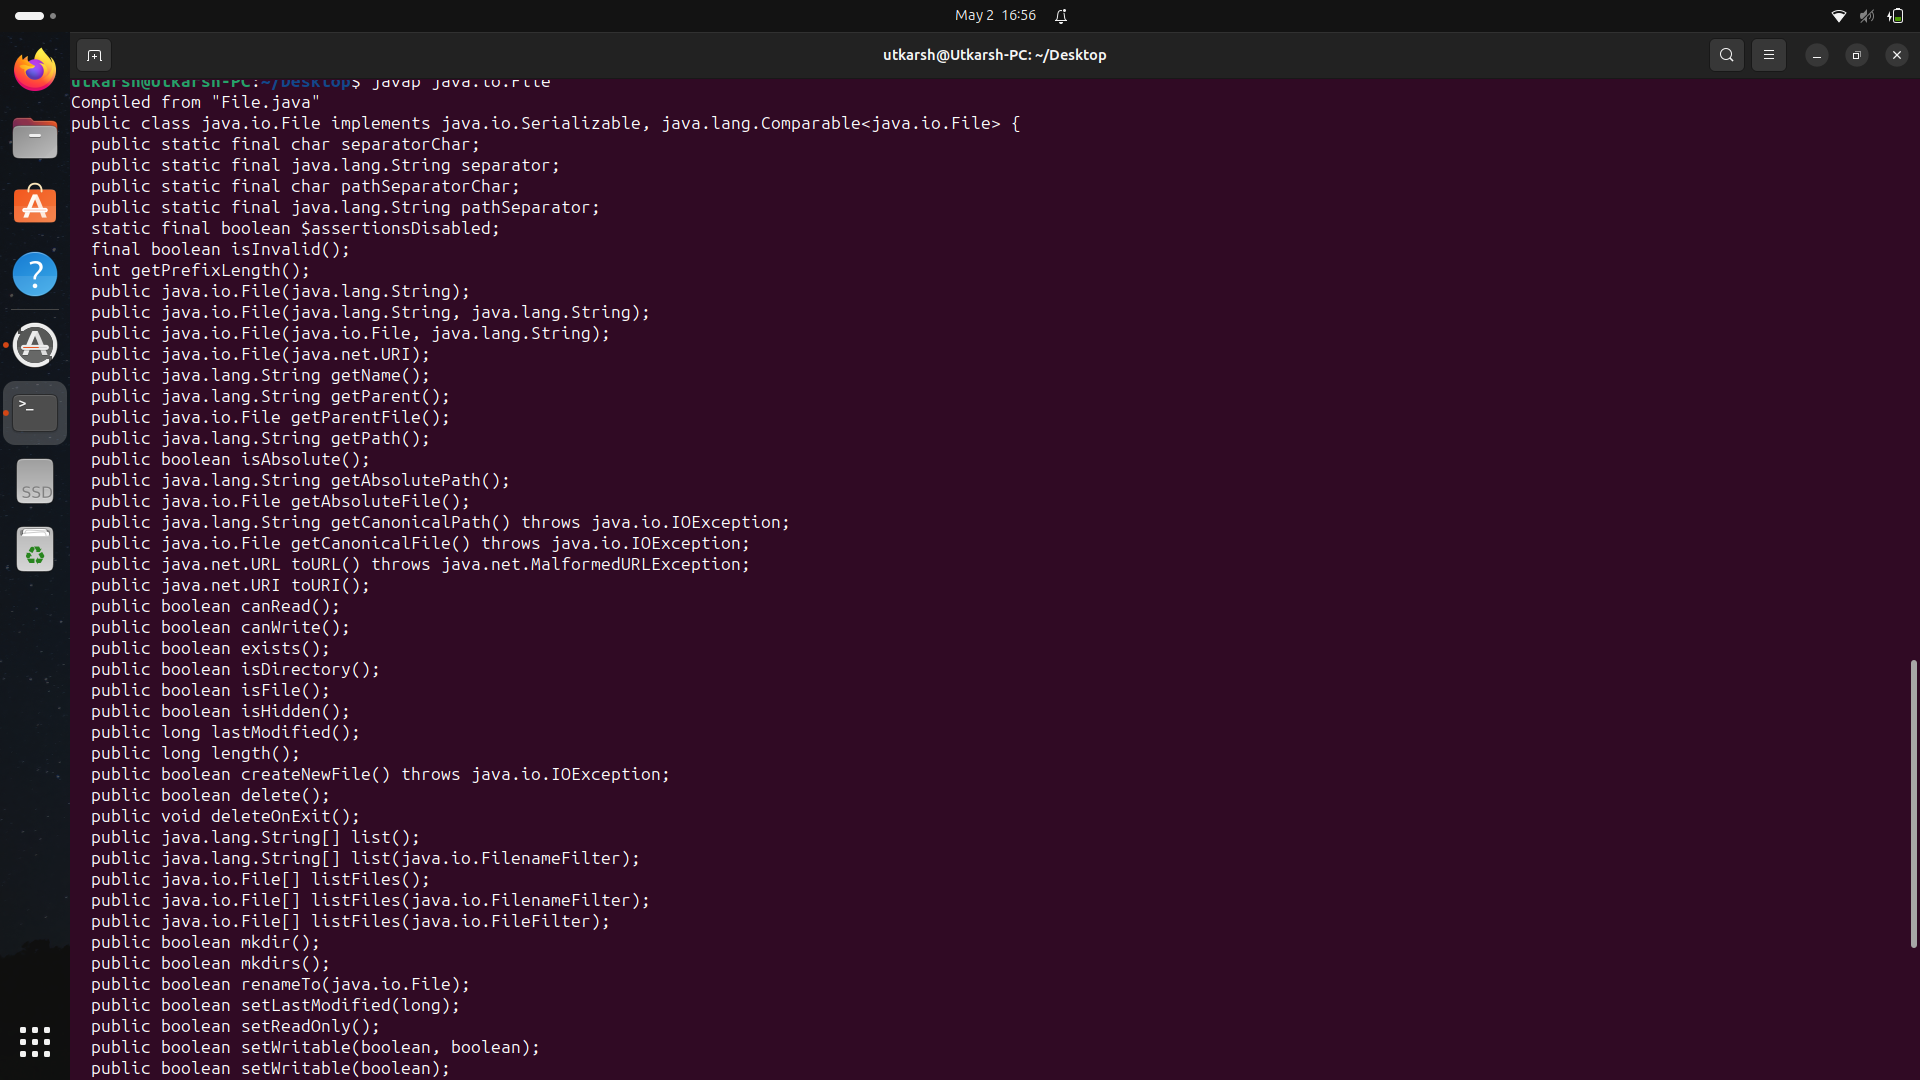 May 2 16:56
utkarsh@Utkarsh-PC: ~/Desktop
utkarsh@Utkarsh-PC:~/Desktop$ javap java.io.File
Compiled from "File.java"
public class java.io.File implements java.io.Serializable, java.lang.Comparable<java.io.File> {
  public static final char separatorChar;
  public static final java.lang.String separator;
  public static final char pathSeparatorChar;
  public static final java.lang.String pathSeparator;
  static final boolean $assertionsDisabled;
  final boolean isInvalid();
  int getPrefixLength();
  public java.io.File(java.lang.String);
  public java.io.File(java.lang.String, java.lang.String);
  public java.io.File(java.io.File, java.lang.String);
  public java.io.File(java.net.URI);
  public java.lang.String getName();
  public java.lang.String getParent();
  public java.io.File getParentFile();
  public java.lang.String getPath();
  public boolean isAbsolute();
  public java.lang.String getAbsolutePath();
  public java.io.File getAbsoluteFile();
  public java.lang.String getCanonicalPath() throws java.io.IOException;
  public java.io.File getCanonicalFile() throws java.io.IOException;
  public java.net.URL toURL() throws java.net.MalformedURLException;
  public java.net.URI toURI();
  public boolean canRead();
  public boolean canWrite();
  public boolean exists();
  public boolean isDirectory();
  public boolean isFile();
  public boolean isHidden();
  public long lastModified();
  public long length();
  public boolean createNewFile() throws java.io.IOException;
  public boolean delete();
  public void deleteOnExit();
  public java.lang.String[] list();
  public java.lang.String[] list(java.io.FilenameFilter);
  public java.io.File[] listFiles();
  public java.io.File[] listFiles(java.io.FilenameFilter);
  public java.io.File[] listFiles(java.io.FileFilter);
  public boolean mkdir();
  public boolean mkdirs();
  public boolean renameTo(java.io.File);
  public boolean setLastModified(long);
  public boolean setReadOnly();
  public boolean setWritable(boolean, boolean);
  public boolean setWritable(boolean);
SSD